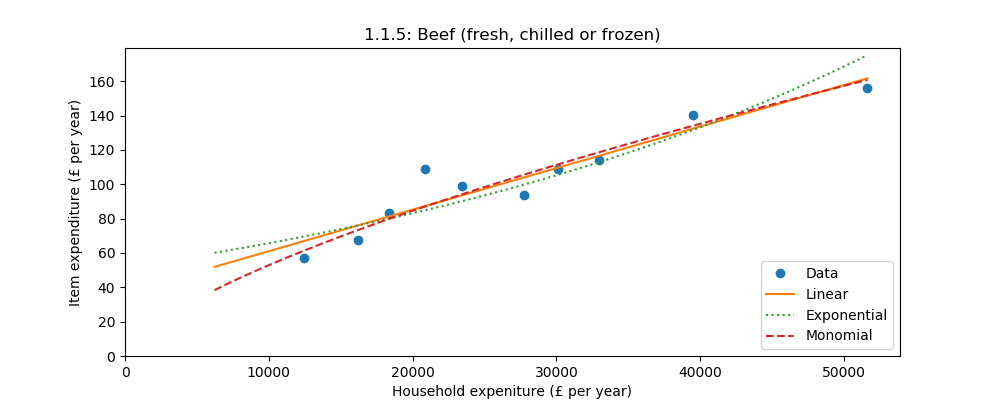 1.1.5: Beef (fresh, chilled or frozen)
Item expenditure (£ per year)
160
140
120
100
80
60
40
20
0
0 10000 20000 30000 40000 50000
Household expeniture (£ per year)
Data
Linear
Exponential
Monomial